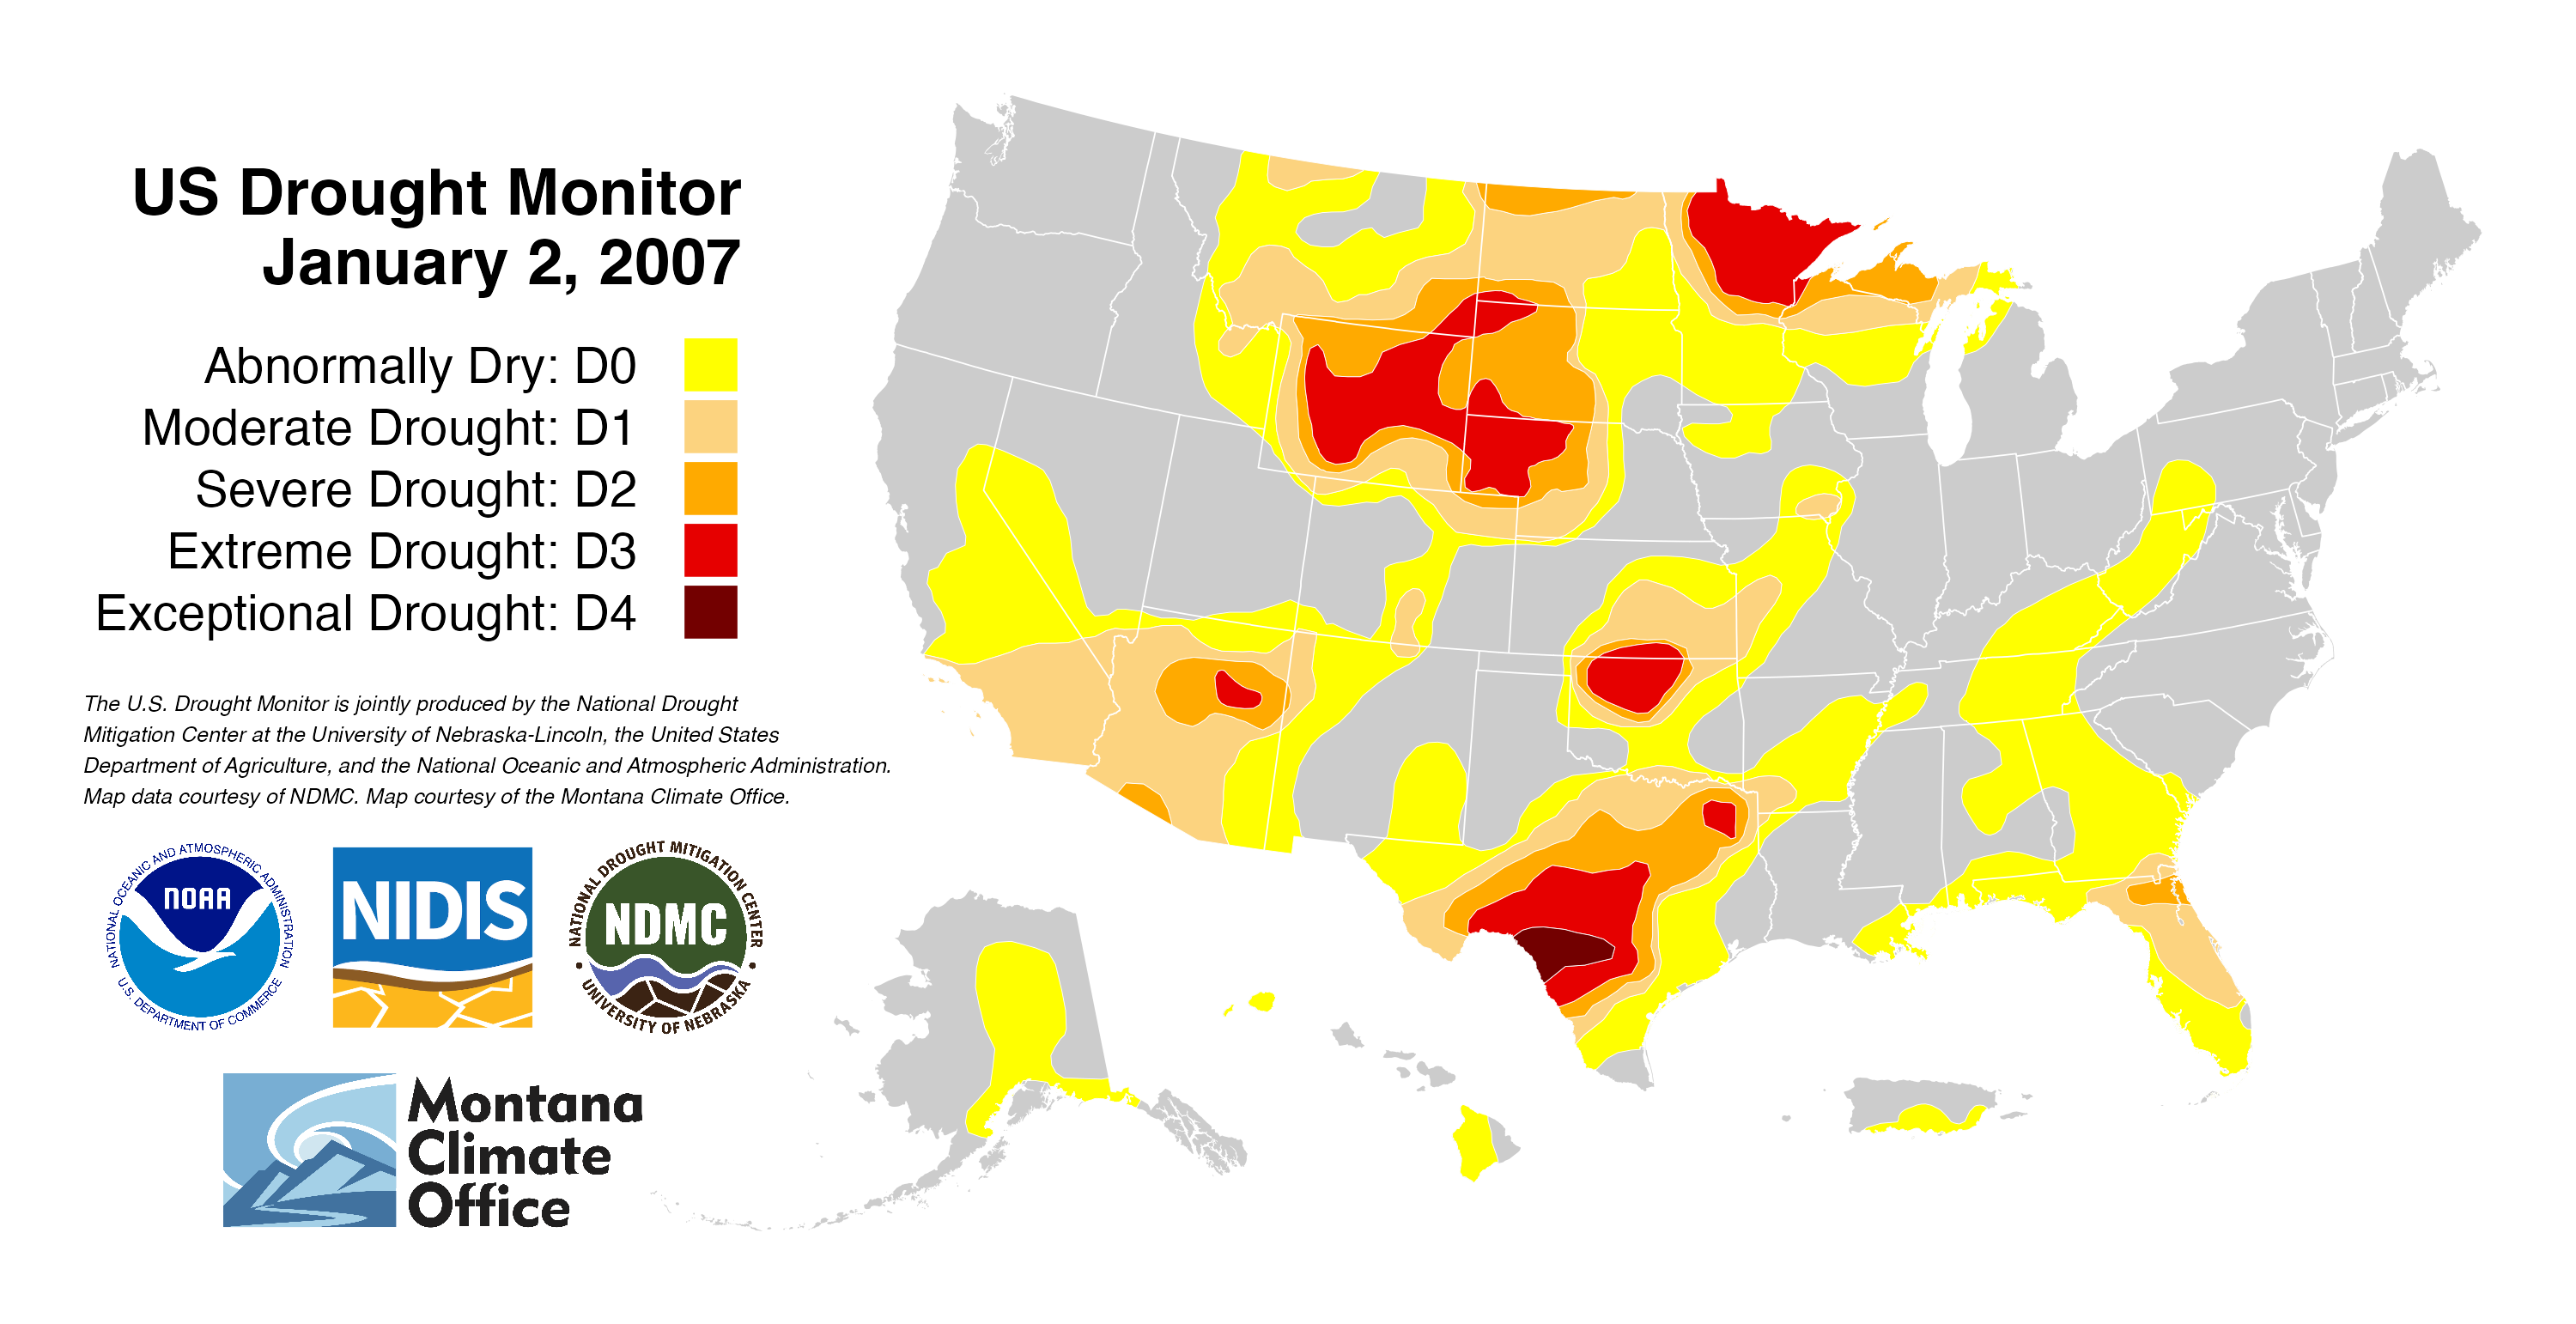 US Drought Monitor
January 2, 2007
Abnormally Dry: D0
Moderate Drought: D1
Severe Drought: D2
Extreme Drought: D3
Exceptional Drought: D4
The U.S. Drought Monitor is jointly produced by the National Drought
Mitigation Center at the University of Nebraska-Lincoln, the United States
Department of Agriculture, and the National Oceanic and Atmospheric Administration.
Map data courtesy of NDMC. Map courtesy of the Montana Climate Office.
NATIONAL OCEANIC AND ATMOSPHERIC ADMINISTRATION
NOAA
U.S. DEPARTMENT OF COMMERCE
NIDIS
NATIONAL DROUGHT MITIGATION CENTER
NDMC
UNIVERSITY OF NEBRASKA
Montana
Climate
Office